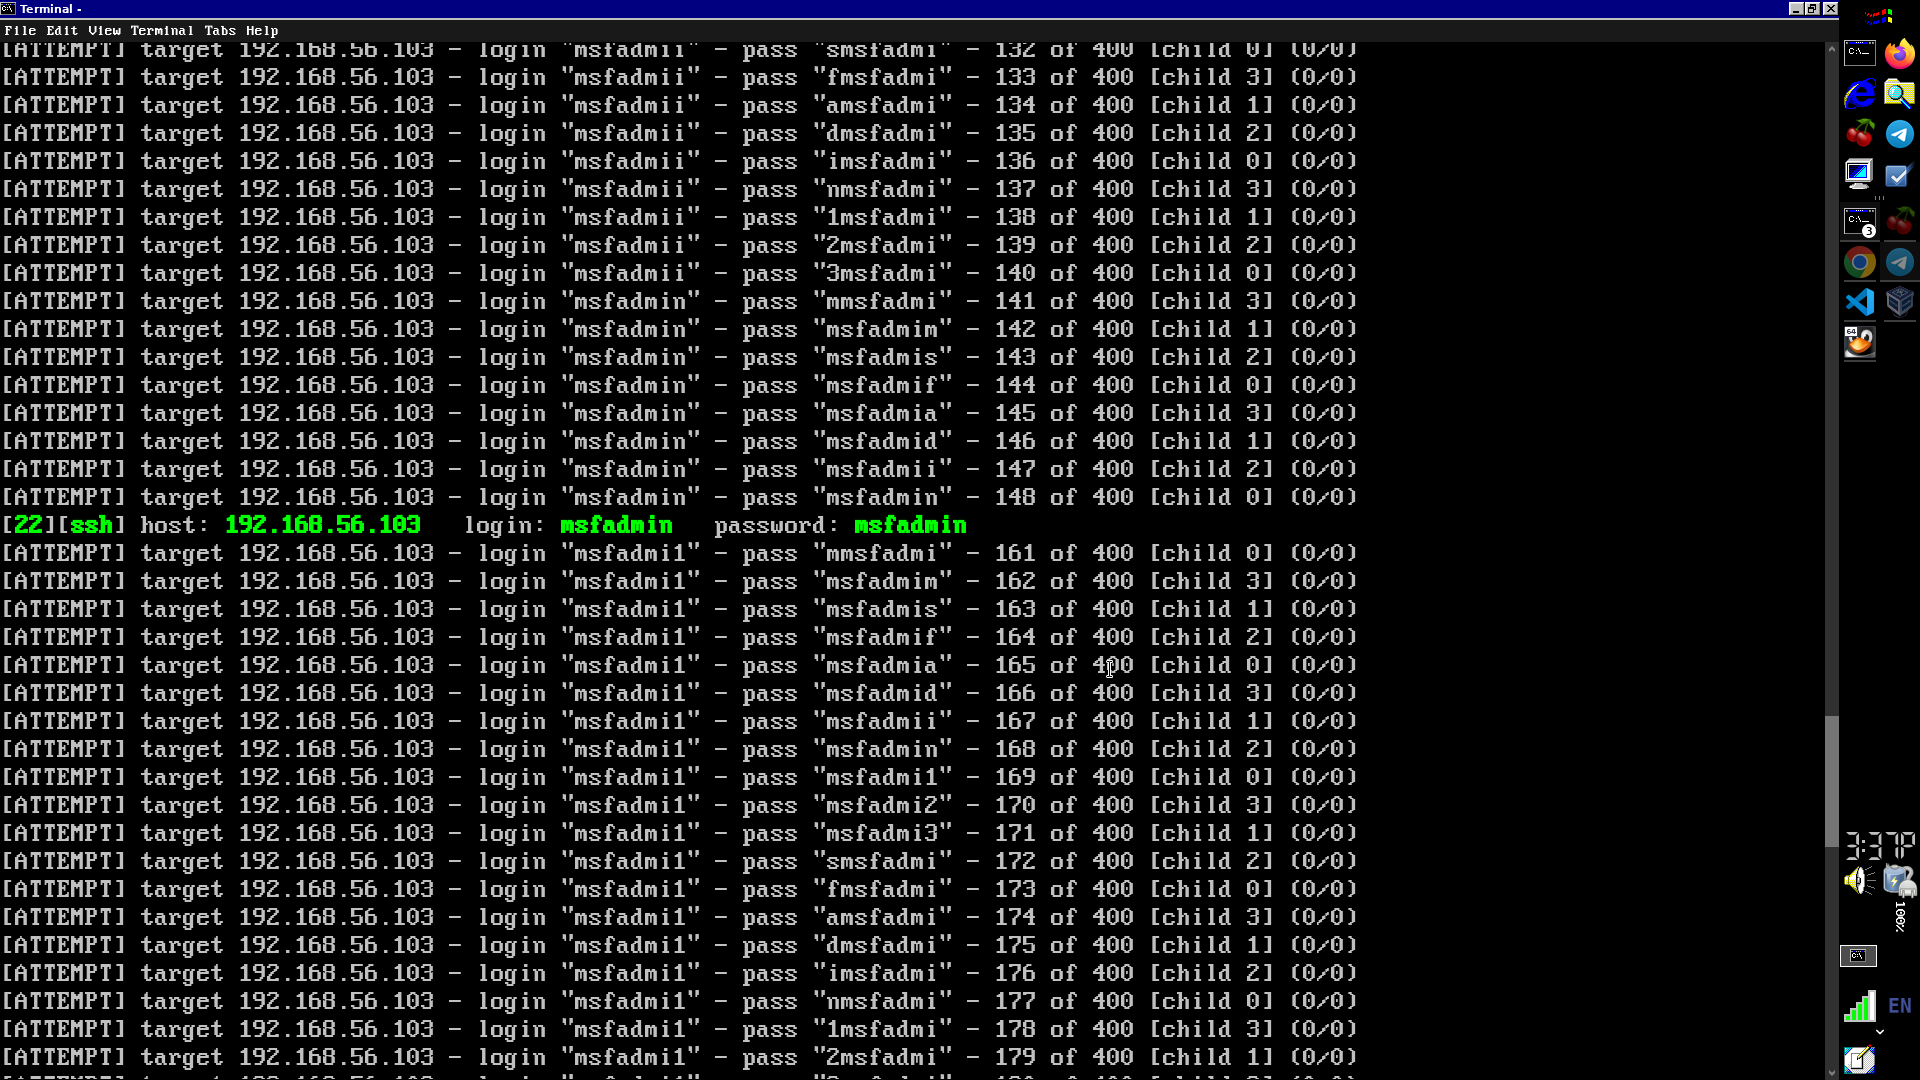 Terminal -
File Edit View Terminal Tabs Help
[ATTEMPT] target 192.168.56.103 - login "msfadmii" - pass "smsfadmi" - 132 of 400 [child 0] (0/0)
[ATTEMPT] target 192.168.56.103 - login "msfadmii" - pass "fmsfadmi" - 133 of 400 [child 3] (0/0)
[ATTEMPT] target 192.168.56.103 - login "msfadmii" - pass "amsfadmi" - 134 of 400 [child 1] (0/0)
[ATTEMPT] target 192.168.56.103 - login "msfadmii" - pass "dmsfadmi" - 135 of 400 [child 2] (0/0)
[ATTEMPT] target 192.168.56.103 - login "msfadmii" - pass "imsfadmi" - 136 of 400 [child 0] (0/0)
[ATTEMPT] target 192.168.56.103 - login "msfadmii" - pass "nmsfadmi" - 137 of 400 [child 3] (0/0)
[ATTEMPT] target 192.168.56.103 - login "msfadmii" - pass "1msfadmi" - 138 of 400 [child 1] (0/0)
[ATTEMPT] target 192.168.56.103 - login "msfadmii" - pass "2msfadmi" - 139 of 400 [child 2] (0/0)
[ATTEMPT] target 192.168.56.103 - login "msfadmii" - pass "3msfadmi" - 140 of 400 [child 0] (0/0)
[ATTEMPT] target 192.168.56.103 - login "msfadmin" - pass "mmsfadmi" - 141 of 400 [child 3] (0/0)
[ATTEMPT] target 192.168.56.103 - login "msfadmin" - pass "msfadmim" - 142 of 400 [child 1] (0/0)
[ATTEMPT] target 192.168.56.103 - login "msfadmin" - pass "msfadmis" - 143 of 400 [child 2] (0/0)
[ATTEMPT] target 192.168.56.103 - login "msfadmin" - pass "msfadmif" - 144 of 400 [child 0] (0/0)
[ATTEMPT] target 192.168.56.103 - login "msfadmin" - pass "msfadmia" - 145 of 400 [child 3] (0/0)
[ATTEMPT] target 192.168.56.103 - login "msfadmin" - pass "msfadmid" - 146 of 400 [child 1] (0/0)
[ATTEMPT] target 192.168.56.103 - login "msfadmin" - pass "msfadmii" - 147 of 400 [child 2] (0/0)
[ATTEMPT] target 192.168.56.103 - login "msfadmin" - pass "msfadmin" - 148 of 400 [child 0] (0/0)
[22][ssh] host: 192.168.56.103 login: msfadmin password: msfadmin
[ATTEMPT] target 192.168.56.103 - login "msfadmi1" - pass "mmsfadmi" - 161 of 400 [child 0] (0/0)
[ATTEMPT] target 192.168.56.103 - login "msfadmi1" - pass "msfadmim" - 162 of 400 [child 3] (0/0)
[ATTEMPT] target 192.168.56.103 - login "msfadmi1" - pass "msfadmis" - 163 of 400 [child 1] (0/0)
[ATTEMPT] target 192.168.56.103 - login "msfadmi1" - pass "msfadmif" - 164 of 400 [child 2] (0/0)
[ATTEMPT] target 192.168.56.103 - login "msfadmi1" - pass "msfadmia" - 165 of 400 [child 0] (0/0)
[ATTEMPT] target 192.168.56.103 - login "msfadmi1" - pass "msfadmid" - 166 of 400 [child 3] (0/0)
[ATTEMPT] target 192.168.56.103 - login "msfadmi1" - pass "msfadmii" - 167 of 400 [child 1] (0/0)
[ATTEMPT] target 192.168.56.103 - login "msfadmi1" - pass "msfadmin" - 168 of 400 [child 2] (0/0)
[ATTEMPT] target 192.168.56.103 - login "msfadmi1" - pass "msfadmi1" - 169 of 400 [child 0] (0/0)
[ATTEMPT] target 192.168.56.103 - login "msfadmi1" - pass "msfadmi2" - 170 of 400 [child 3] (0/0)
[ATTEMPT] target 192.168.56.103 - login "msfadmi1" - pass "msfadmi3" - 171 of 400 [child 1] (0/0)
[ATTEMPT] target 192.168.56.103 - login "msfadmi1" - pass "smsfadmi" - 172 of 400 [child 2] (0/0)
[ATTEMPT] target 192.168.56.103 - login "msfadmi1" - pass "fmsfadmi" - 173 of 400 [child 0] (0/0)
[ATTEMPT] target 192.168.56.103 - login "msfadmi1" - pass "amsfadmi" - 174 of 400 [child 3] (0/0)
[ATTEMPT] target 192.168.56.103 - login "msfadmi1" - pass "dmsfadmi" - 175 of 400 [child 1] (0/0)
[ATTEMPT] target 192.168.56.103 - login "msfadmi1" - pass "imsfadmi" - 176 of 400 [child 2] (0/0)
[ATTEMPT] target 192.168.56.103 - login "msfadmi1" - pass "nmsfadmi" - 177 of 400 [child 0] (0/0)
[ATTEMPT] target 192.168.56.103 - login "msfadmi1" - pass "1msfadmi" - 178 of 400 [child 3] (0/0)
[ATTEMPT] target 192.168.56.103 - login "msfadmi1" - pass "2msfadmi" - 179 of 400 [child 1] (0/0)
3
64
3:37P
100%
EN